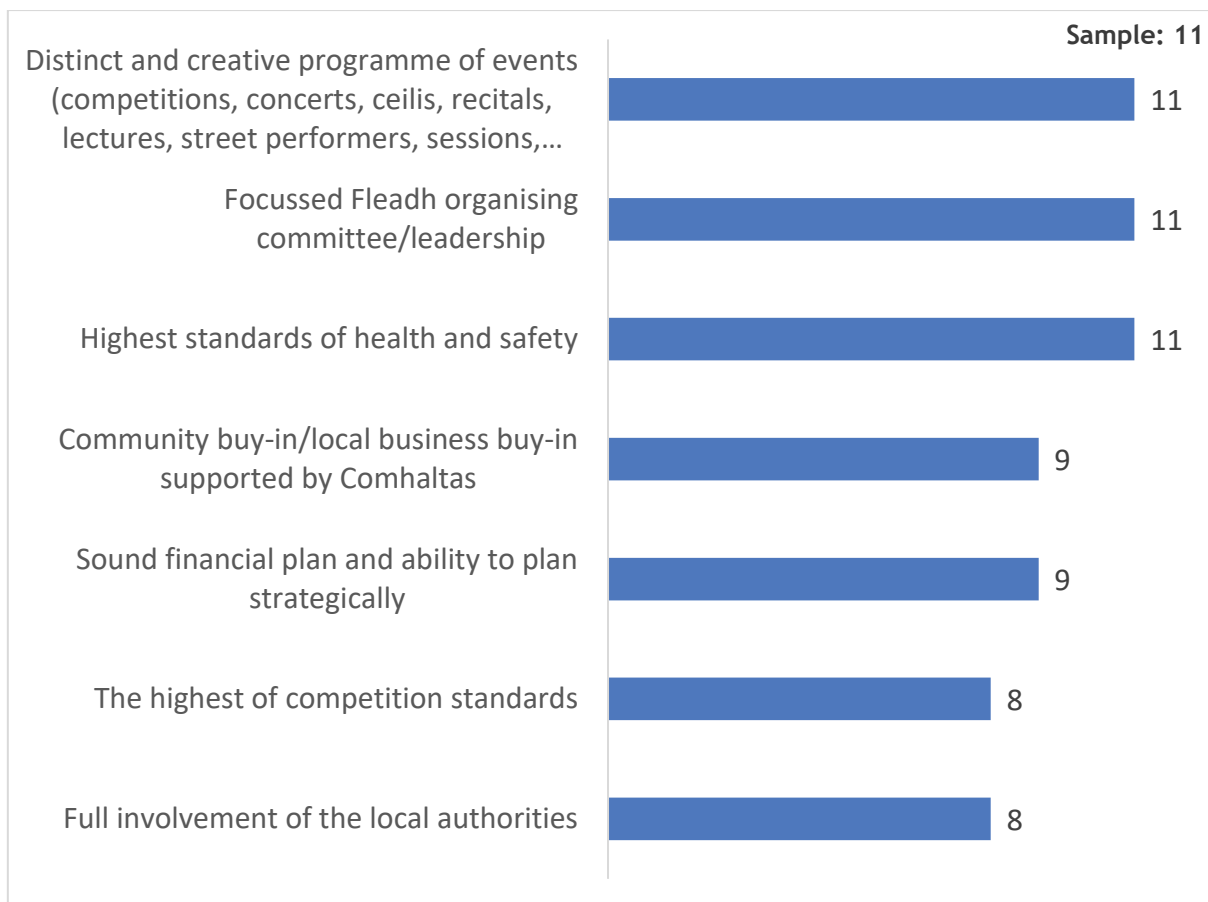 Sample: 11
Distinct and creative programme of events
(competitions, concerts, ceilis, recitals,
lectures, street performers, sessions,...
11
Focussed Fleadh organising
committee/leadership
11
Highest standards of health and safety
11
Community buy-in/local business buy-in
supported by Comhaltas
9
Sound financial plan and ability to plan
strategically
9
The highest of competition standards
8
Full involvement of the local authorities
8